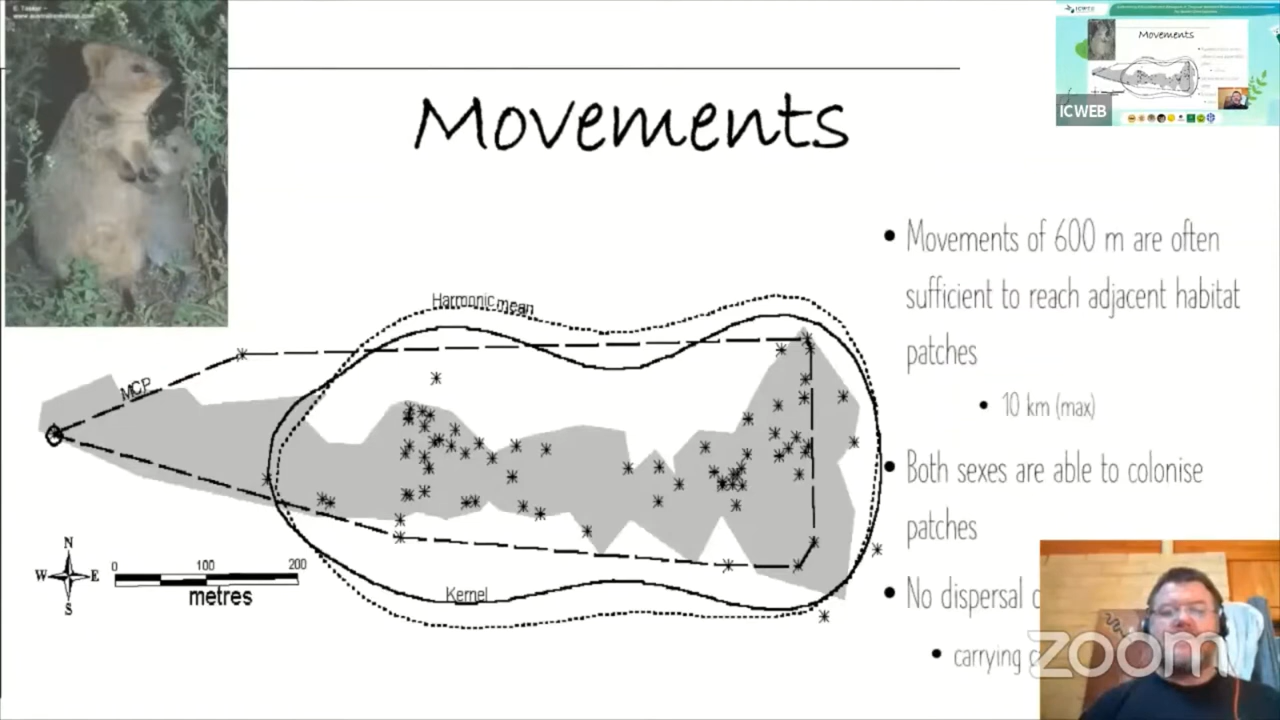 E. Tasker –
Movements
ICWEB
Movements
• Movements of 600 m are often
sufficient to reach adjacent habitat
patches
• 10 km (max)
• Both sexes are able to colonise
patches
• No dispersal
• carrying
Harmonic mean
MCP
Kernel
N
W E
S
0 100 200
metres
zoom